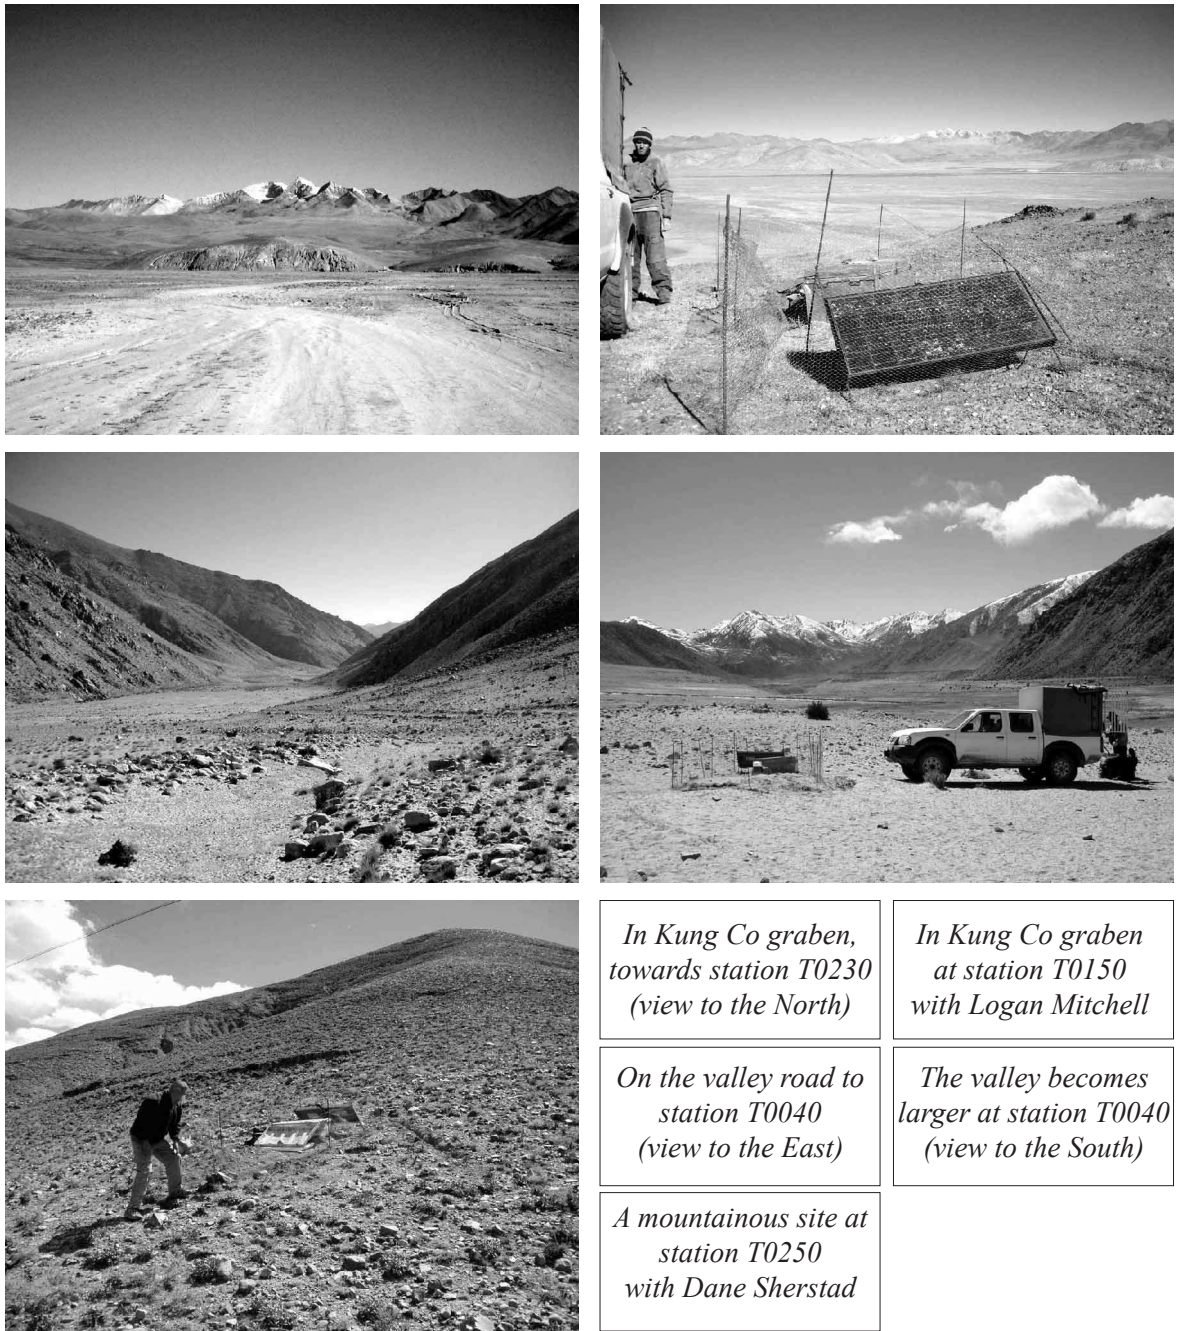 In Kung Co graben,
towards station T0230
(view to the North)
In Kung Co graben
at station T0150
with Logan Mitchell
On the valley road to
station T0040
(view to the East)
The valley becomes
larger at station T0040
(view to the South)
A mountainous site at
station T0250
with Dane Sherstad